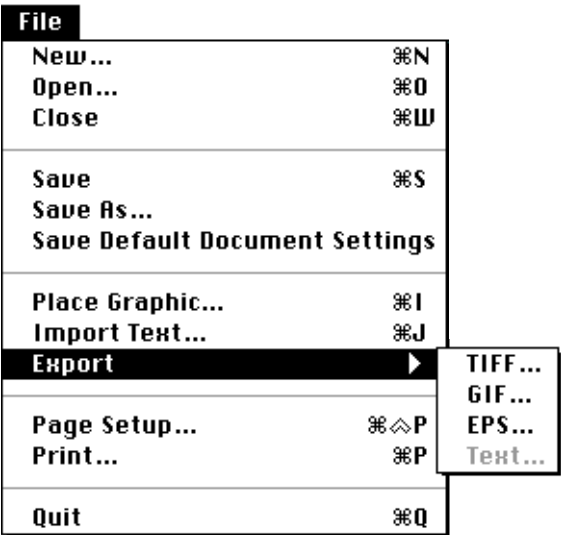 File
New... ⌘N
Open... ⌘O
Close ⌘W
Save ⌘S
Save As...
Save Default Document Settings
Place Graphic... ⌘I
Import Text... ⌘J
Export ▶
TIFF...
GIF...
EPS...
Text...
Page Setup... ⌘⇧P
Print... ⌘P
Quit ⌘Q